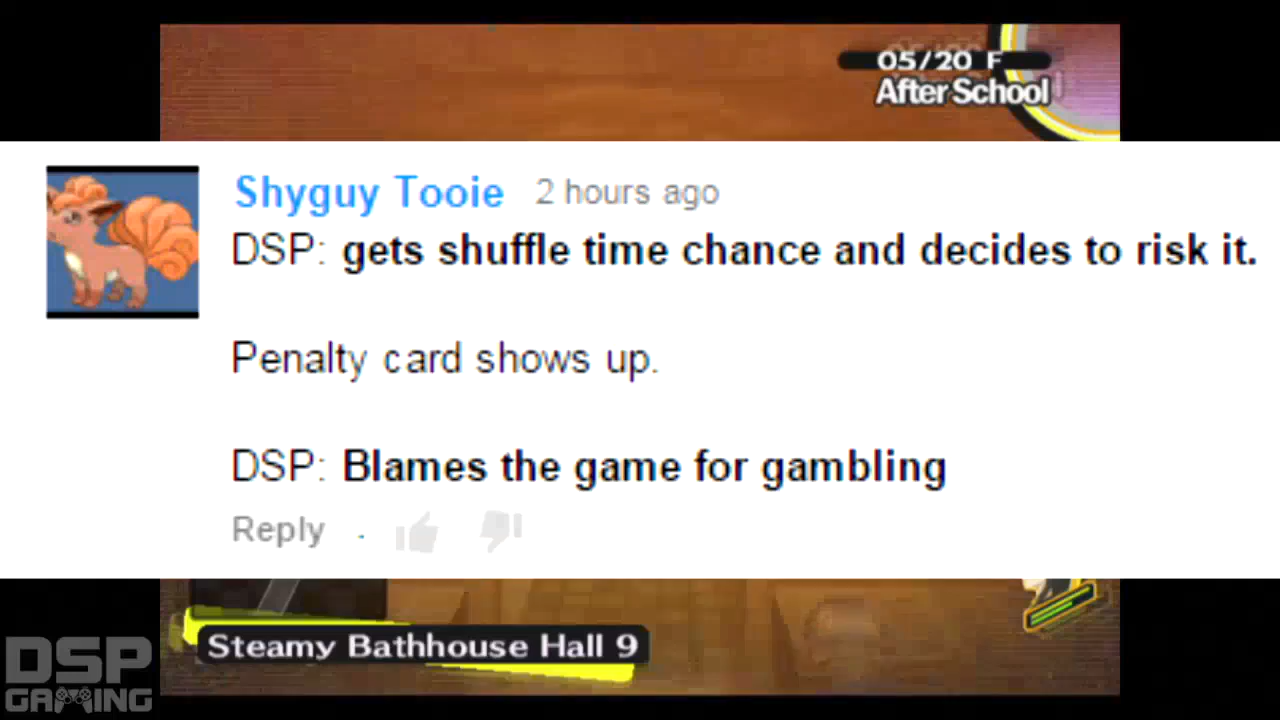 05/20 F
After School
Shyguy Tooie 2 hours ago
DSP: gets shuffle time chance and decides to risk it.
Penalty card shows up.
DSP: Blames the game for gambling
Reply .
Steamy Bathhouse Hall 9
DSP
GAMING